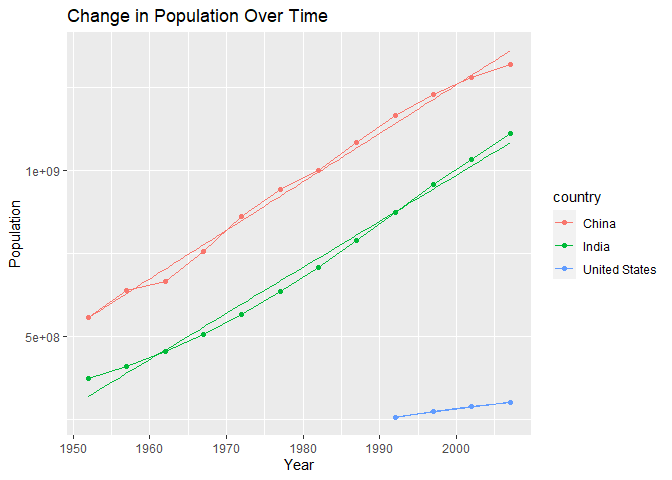 Change in Population Over Time
Population
1e+09
5e+08
1950 1960 1970 1980 1990 2000
Year
country
China
India
United States